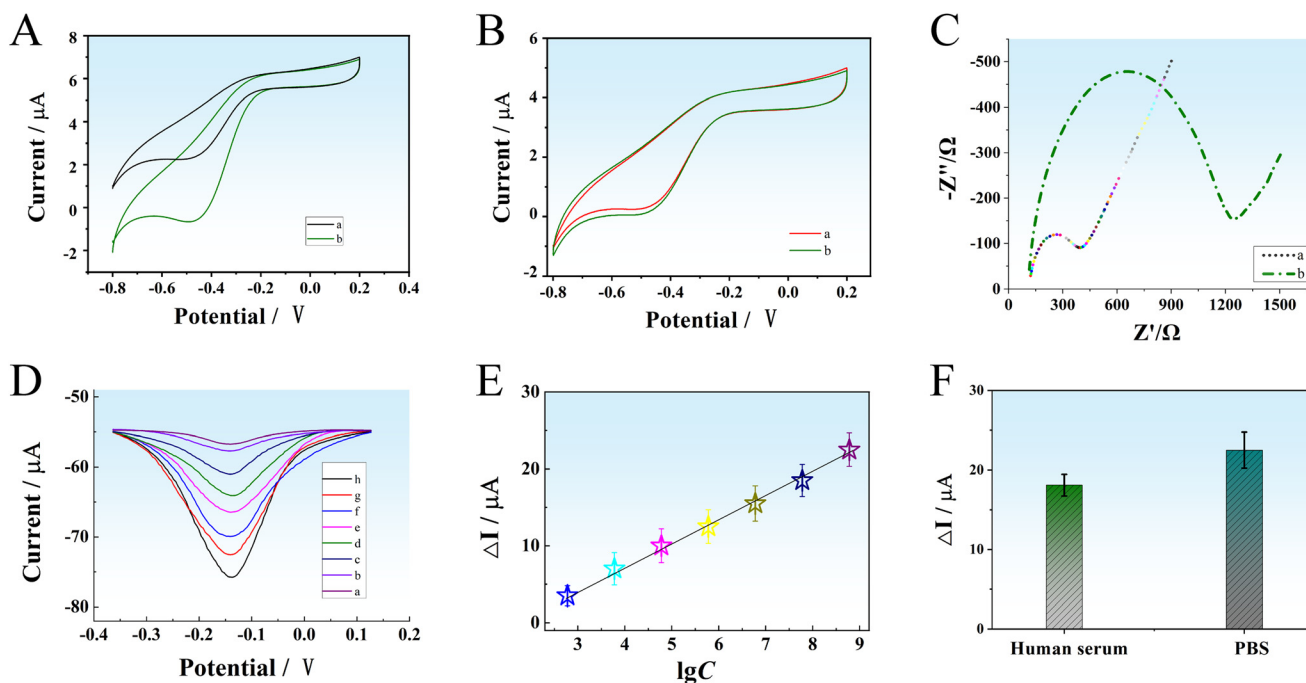 A
Current / μA
8
6
4
2
0
-2
-0.8
-0.6
-0.4
-0.2
0.0
0.2
0.4
Potential / V
a
b
B
Current / μA
6
4
2
0
-2
-0.8
-0.6
-0.4
-0.2
0.0
0.2
Potential / V
a
b
C
-Z''/Ω
-500
-400
-300
-200
-100
0
0
300
600
900
1200
1500
Z'/Ω
a
b
D
Current / μA
-50
-60
-70
-80
-0.4
-0.3
-0.2
-0.1
0.0
0.1
0.2
Potential / V
h
g
f
e
d
c
b
a
E
△I / μA
30
20
10
0
3
4
5
6
7
8
9
lgC
F
△I / μA
30
20
10
0
Human serum
PBS